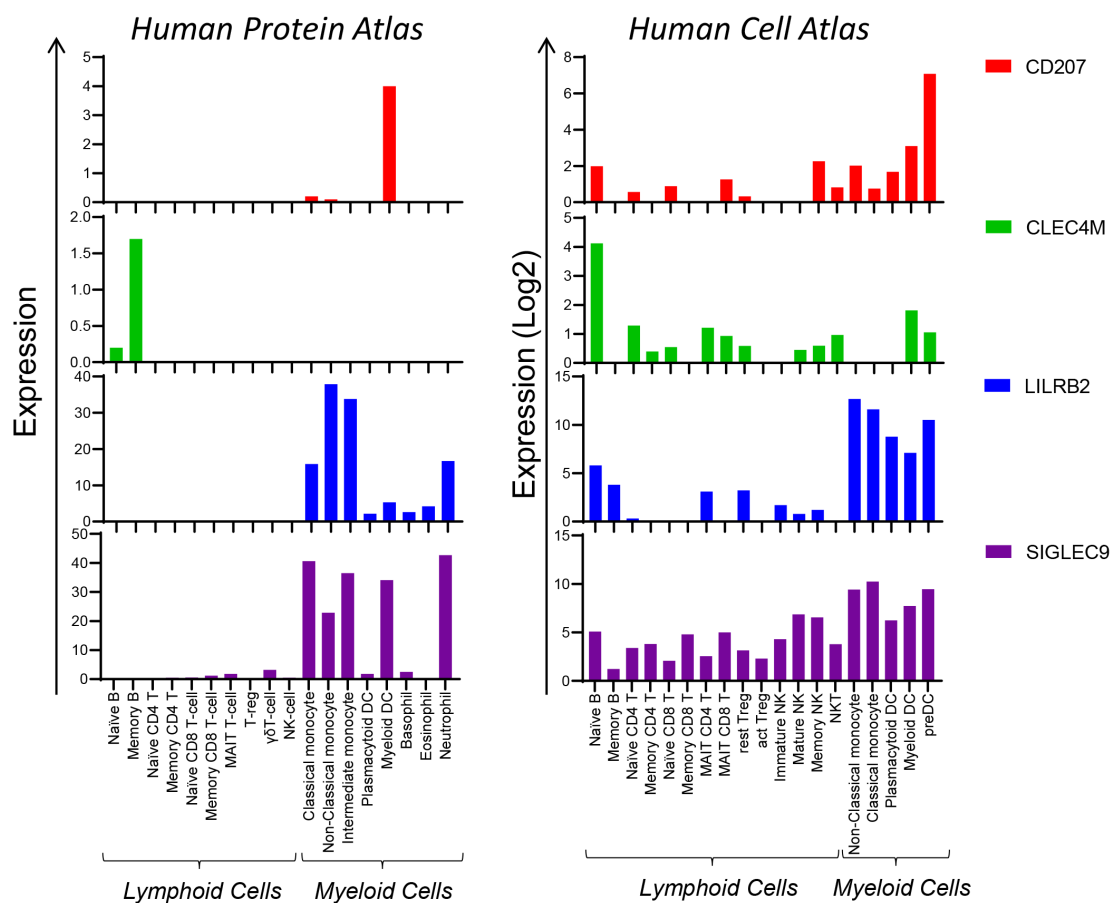 Human Protein Atlas
Human Cell Atlas
Expression
5
4
3
2
1
0
2.0
1.5
1.0
0.5
0.0
40
30
20
10
0
50
40
30
20
10
0
Naïve B
Memory B
Naïve CD4 T
Memory CD4 T
Naïve CD8 T-cell
Memory CD8 T-cell
MAIT T-cell
T-reg
γδT-cell
NK-cell
Classical monocyte
Non-Classical monocyte
Intermediate monocyte
Plasmacytoid DC
Myeloid DC
Basophil
Eosinophil
Neutrophil
Lymphoid Cells
Myeloid Cells
Expression (Log2)
8
6
4
2
0
5
4
3
2
1
0
15
10
5
0
15
10
5
0
Naïve B
Memory B
Naïve CD4 T
Memory CD4 T
Naïve CD8 T
Memory CD8 T
MAIT CD4 T
MAIT CD8 T
rest Treg
act Treg
Immature NK
Mature NK
Memory NK
NKT
Non-Classical monocyte
Classical monocyte
Plasmacytoid DC
Myeloid DC
preDC
Lymphoid Cells
Myeloid Cells
CD207
CLEC4M
LILRB2
SIGLEC9